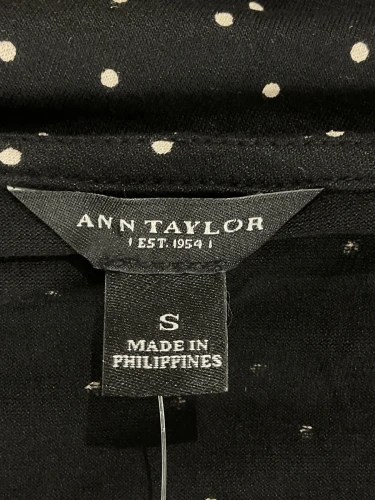 ANN TAYLOR
EST. 1954
S
MADE IN
PHILIPPINES